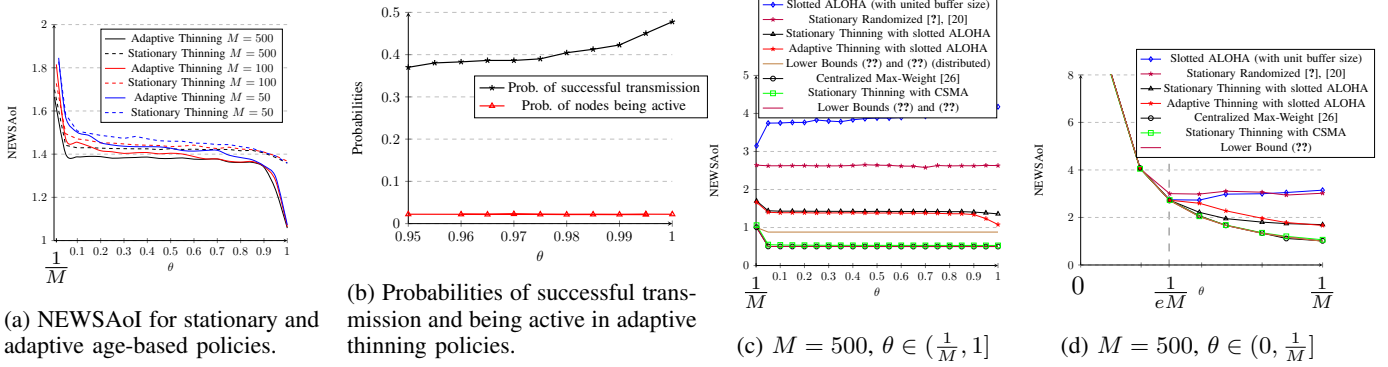 2
1.8
1.6
1.4
1.2
1
NEWSAoI
Adaptive Thinning M = 500
Stationary Thinning M = 500
Adaptive Thinning M = 100
Stationary Thinning M = 100
Adaptive Thinning M = 50
Stationary Thinning M = 50
1/M
0.1 0.2 0.3 0.4 0.5 0.6 0.7 0.8 0.9 1
θ
(a) NEWSAoI for stationary and
adaptive age-based policies.
0.5
0.4
0.3
0.2
0.1
0
Probabilities
Prob. of successful transmission
Prob. of nodes being active
0.95 0.96 0.97 0.98 0.99 1
θ
(b) Probabilities of successful trans-
mission and being active in adaptive
thinning policies.
Slotted ALOHA (with united buffer size)
Stationary Randomized [?], [20]
Stationary Thinning with slotted ALOHA
Adaptive Thinning with slotted ALOHA
Lower Bounds (??) and (??) (distributed)
Centralized Max-Weight [26]
Stationary Thinning with CSMA
Lower Bounds (??) and (??)
5
4
3
2
1
0
NEWSAoI
1/M
0.1 0.2 0.3 0.4 0.5 0.6 0.7 0.8 0.9 1
θ
(c) M = 500, θ ∈ (1/M, 1]
Slotted ALOHA (with unit buffer size)
Stationary Randomized [?], [20]
Stationary Thinning with slotted ALOHA
Adaptive Thinning with slotted ALOHA
Centralized Max-Weight [26]
Stationary Thinning with CSMA
Lower Bound (??)
8
6
4
2
0
NEWSAoI
0 1/eM θ 1/M
(d) M = 500, θ ∈ (0, 1/M]